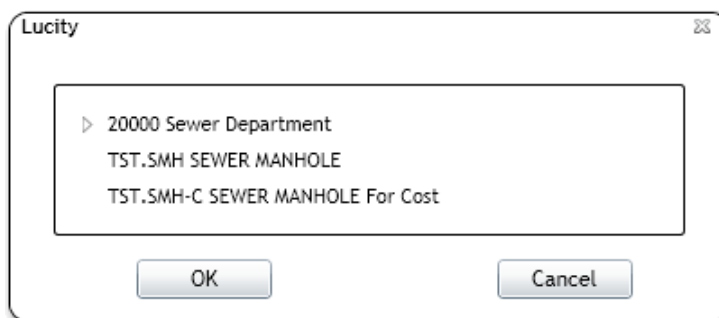 Lucity
20000 Sewer Department
TST.SMH SEWER MANHOLE
TST.SMH-C SEWER MANHOLE For Cost
OK Cancel